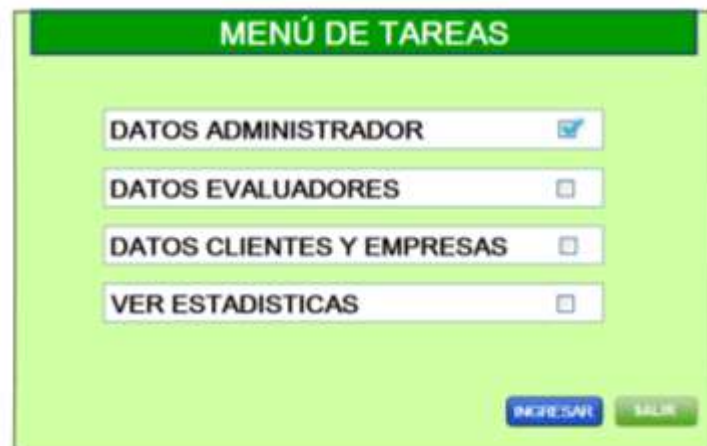 MENÚ DE TAREAS
DATOS ADMINISTRADOR
DATOS EVALUADORES
DATOS CLIENTES Y EMPRESAS
VER ESTADISTICAS
INGRESAR SALIR